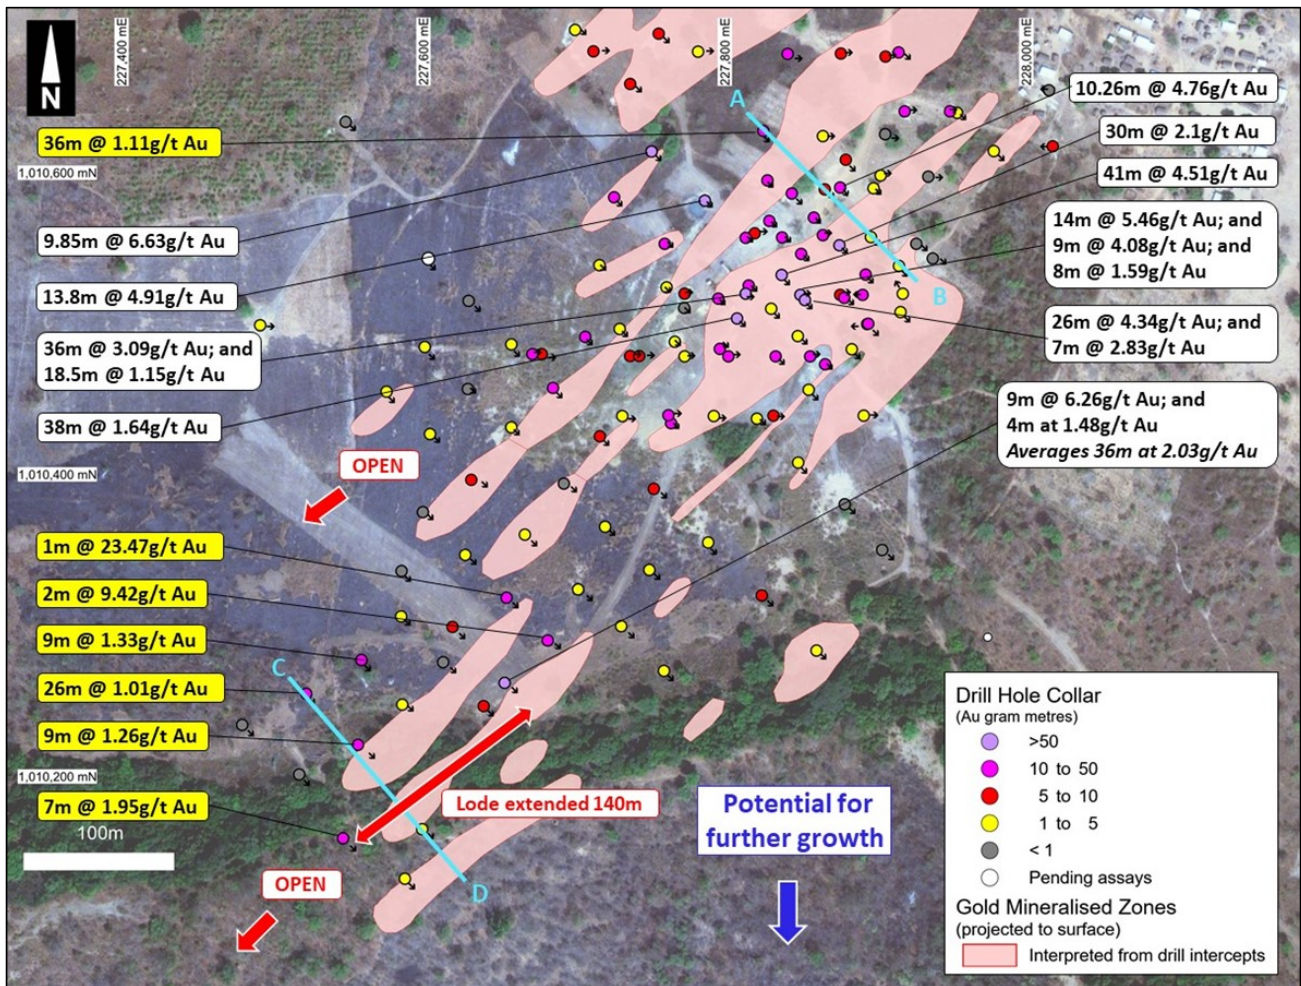 227,400 mE
227,600 mE
227,800 mE
228,000 mE
N
A
10.26m @ 4.76g/t Au
36m @ 1.11g/t Au
30m @ 2.1g/t Au
1,010,600 mN
41m @ 4.51g/t Au
9.85m @ 6.63g/t Au
14m @ 5.46g/t Au; and
9m @ 4.08g/t Au; and
8m @ 1.59g/t Au
13.8m @ 4.91g/t Au
B
36m @ 3.09g/t Au; and
18.5m @ 1.15g/t Au
26m @ 4.34g/t Au; and
7m @ 2.83g/t Au
38m @ 1.64g/t Au
9m @ 6.26g/t Au; and
4m at 1.48g/t Au
Averages 36m at 2.03g/t Au
OPEN
1,010,400 mN
1m @ 23.47g/t Au
2m @ 9.42g/t Au
9m @ 1.33g/t Au
C
26m @ 1.01g/t Au
9m @ 1.26g/t Au
1,010,200 mN
7m @ 1.95g/t Au
Lode extended 140m
Potential for
further growth
100m
OPEN
D
Drill Hole Collar
(Au gram metres)
>50
10 to 50
5 to 10
1 to 5
< 1
Pending assays
Gold Mineralised Zones
(projected to surface)
Interpreted from drill intercepts